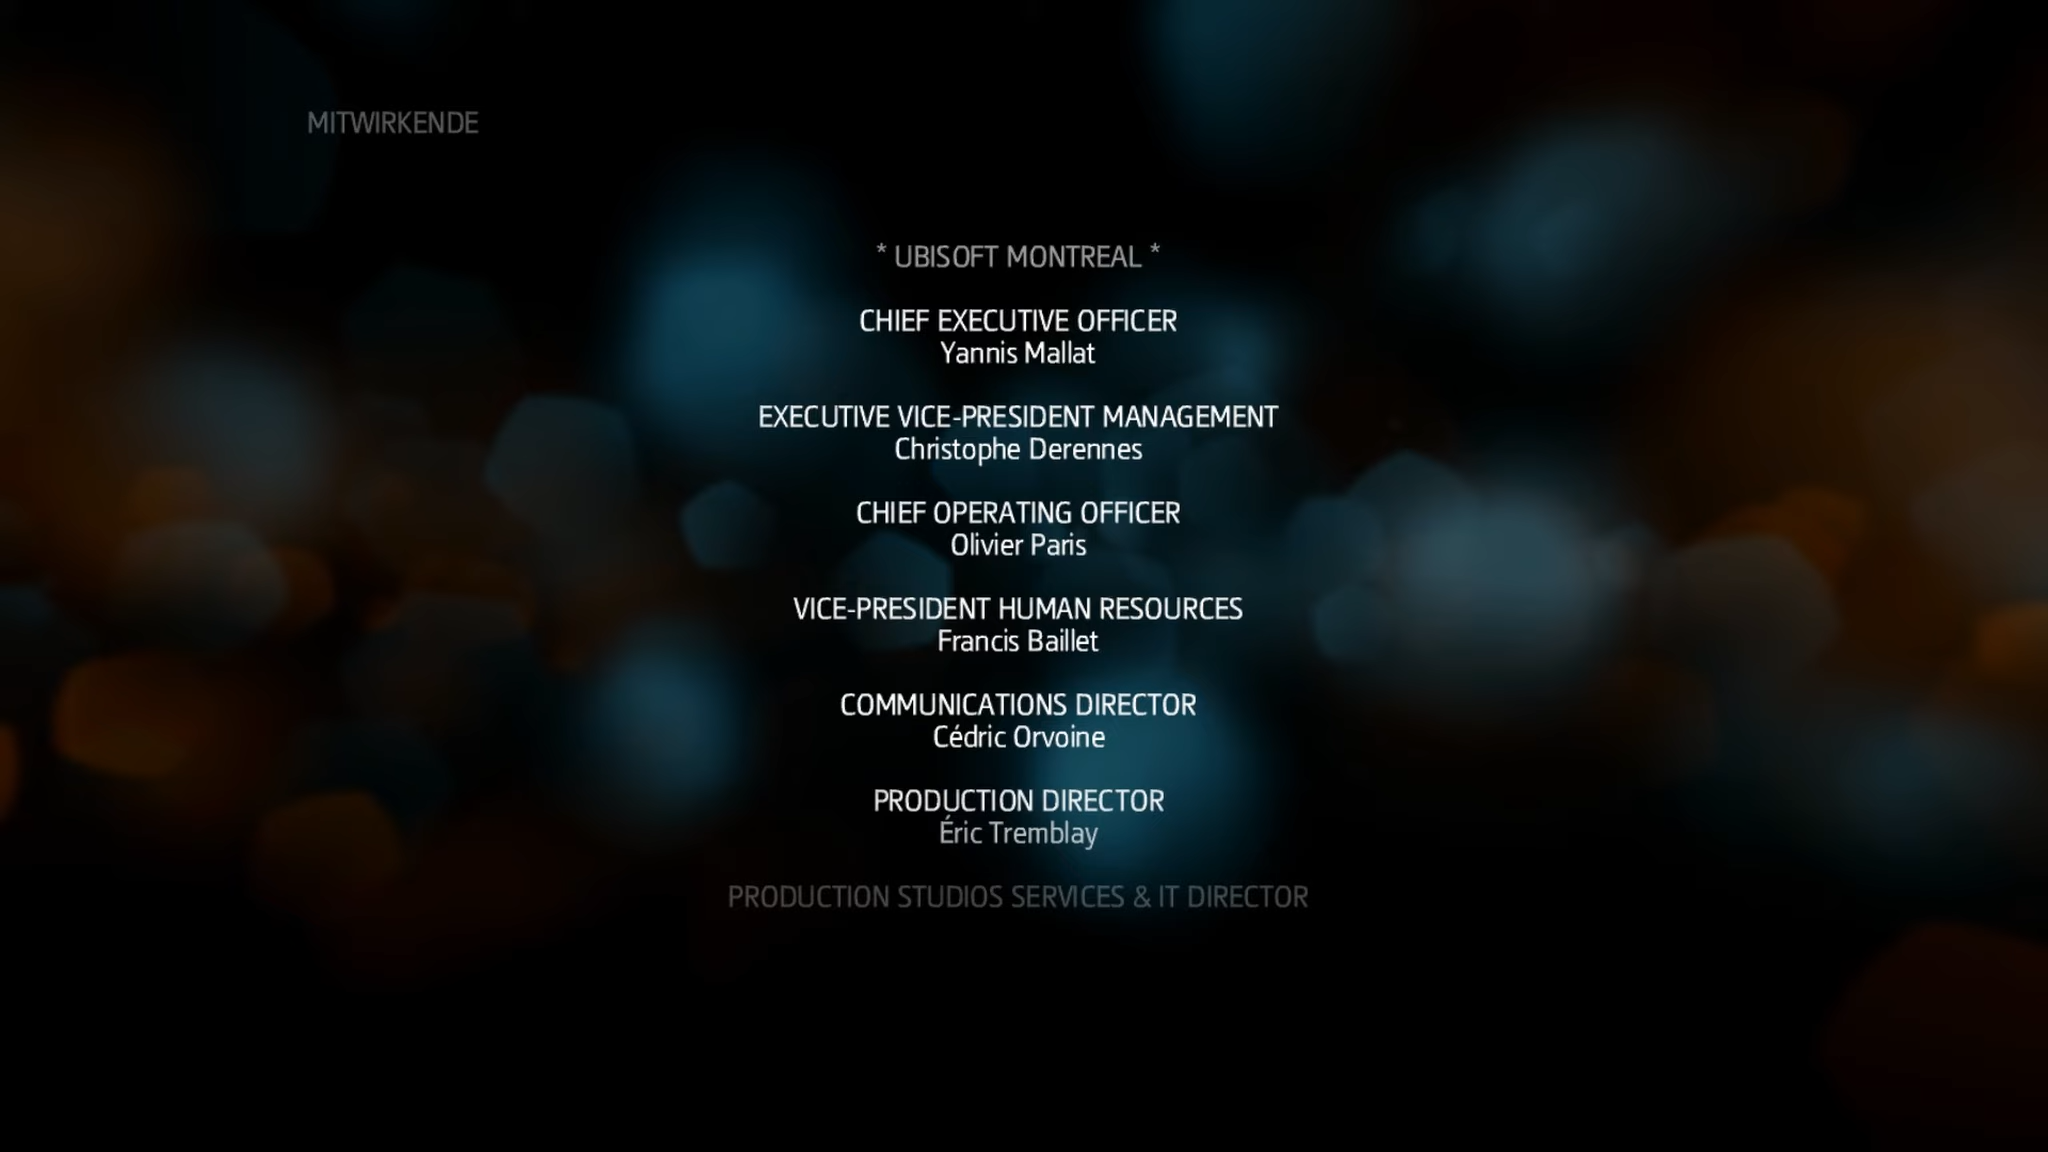 MITWIRKENDE
* UBISOFT MONTREAL *
CHIEF EXECUTIVE OFFICER
Yannis Mallat
EXECUTIVE VICE-PRESIDENT MANAGEMENT
Christophe Derennes
CHIEF OPERATING OFFICER
Olivier Paris
VICE-PRESIDENT HUMAN RESOURCES
Francis Baillet
COMMUNICATIONS DIRECTOR
Cédric Orvoine
PRODUCTION DIRECTOR
Éric Tremblay
PRODUCTION STUDIOS SERVICES & IT DIRECTOR